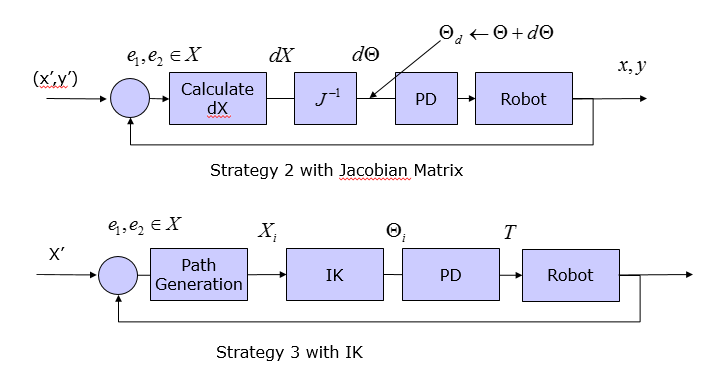 Θ_d ← Θ + dΘ
e₁, e₂ ∈ X
dX
dΘ
x, y
(x′,y′)
Calculate
dX
J⁻¹
PD
Robot
Strategy 2 with Jacobian Matrix
e₁, e₂ ∈ X
X_i
Θ_i
T
X′
Path
Generation
IK
PD
Robot
Strategy 3 with IK